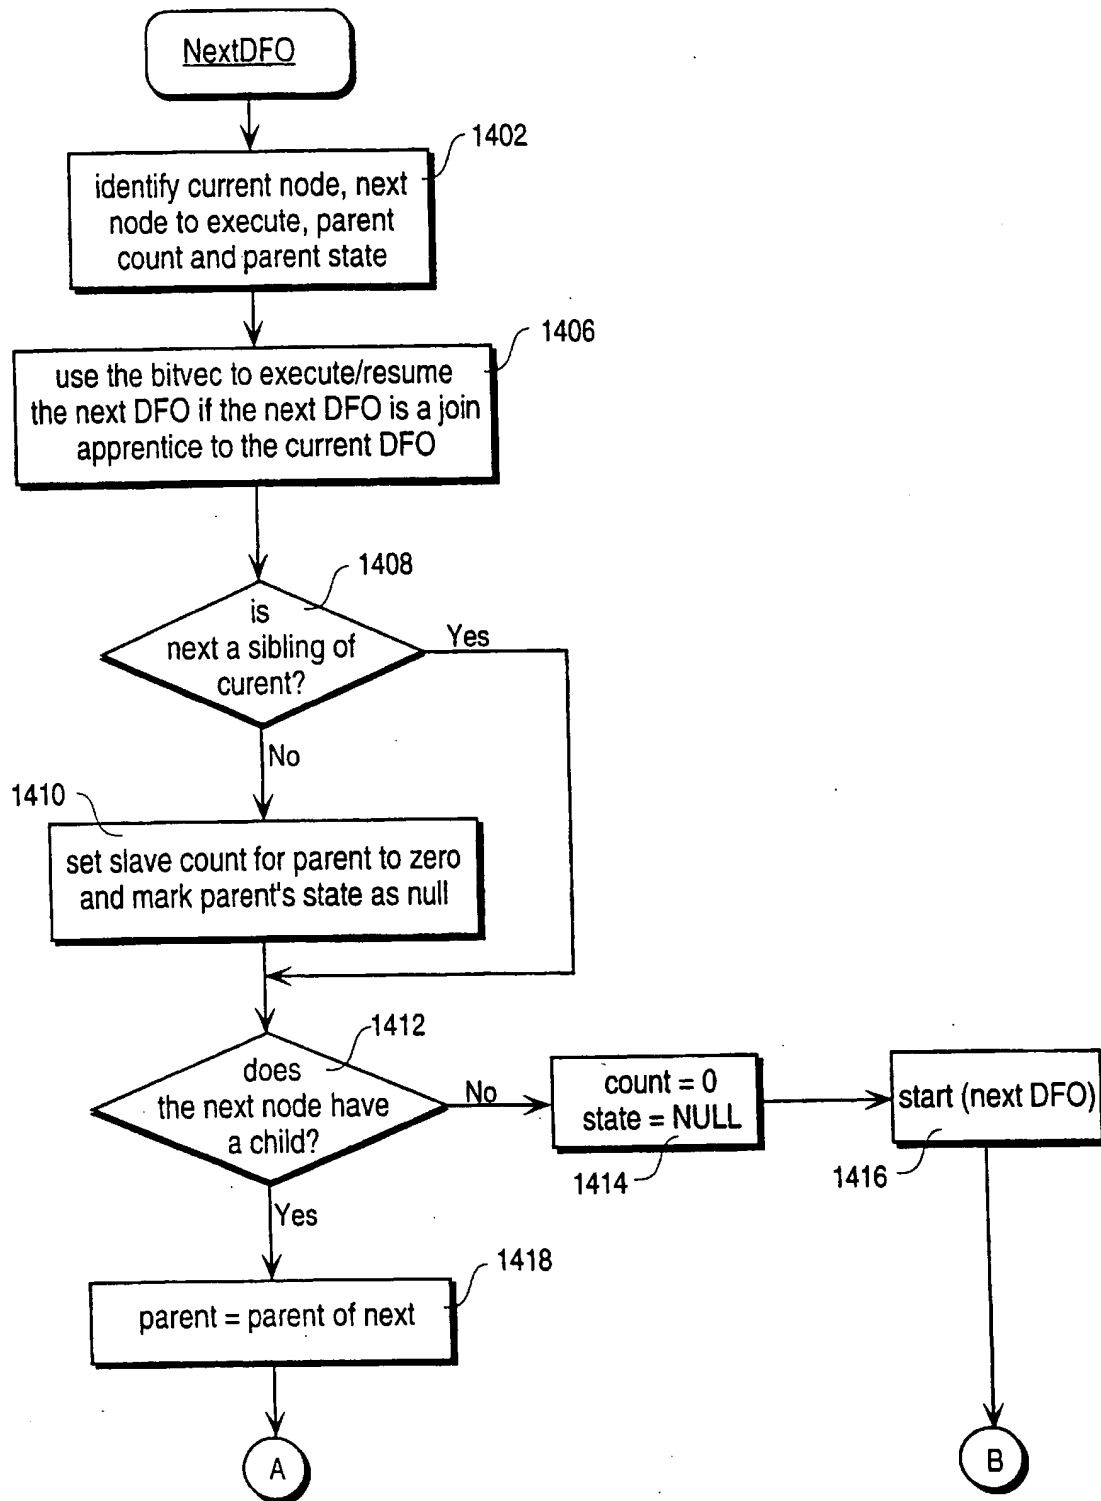 NextDFO
1402
identify current node, next
node to execute, parent
count and parent state
1406
use the bitvec to execute/resume
the next DFO if the next DFO is a join
apprentice to the current DFO
1408
is
next a sibling of
curent?
Yes
No
1410
set slave count for parent to zero
and mark parent's state as null
1412
does
the next node have
a child?
No
count = 0
state = NULL
1414
start (next DFO)
1416
Yes
1418
parent = parent of next
A
B